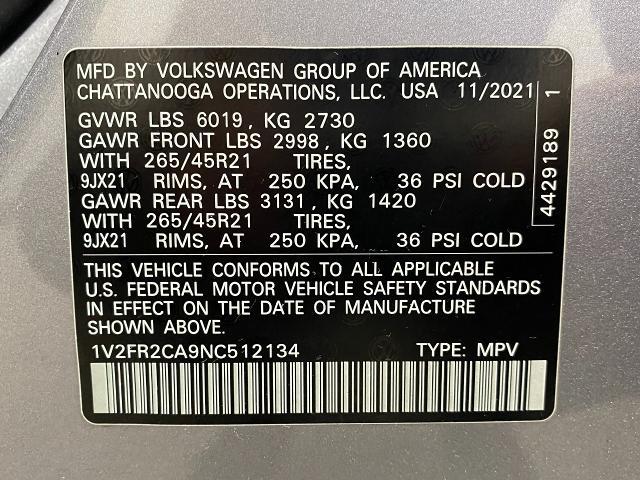 MFD BY VOLKSWAGEN GROUP OF AMERICA
CHATTANOOGA OPERATIONS, LLC. USA 11/2021
GVWR LBS 6019, KG 2730
GAWR FRONT LBS 2998, KG 1360
WITH 265/45R21 TIRES,
9JX21 RIMS, AT 250 KPA, 36 PSI COLD
GAWR REAR LBS 3131, KG 1420
WITH 265/45R21 TIRES,
9JX21 RIMS, AT 250 KPA, 36 PSI COLD
THIS VEHICLE CONFORMS TO ALL APPLICABLE
U.S. FEDERAL MOTOR VEHICLE SAFETY STANDARDS
IN EFFECT ON THE DATE OF MANUFACTURE
SHOWN ABOVE.
1V2FR2CA9NC512134 TYPE: MPV
4429189 1